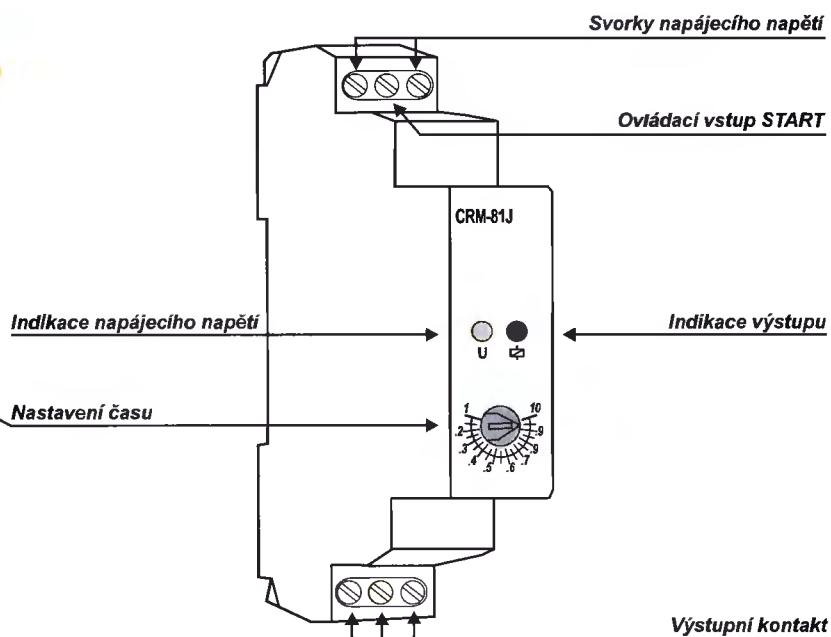 Svorky napájecího napětí
Ovládací vstup START
CRM-81J
Indikace napájecího napětí
Indikace výstupu
U
Nastavení času
1 10
.2 .9
.3 .9
.4 .7
.5 .6
Výstupní kontakt